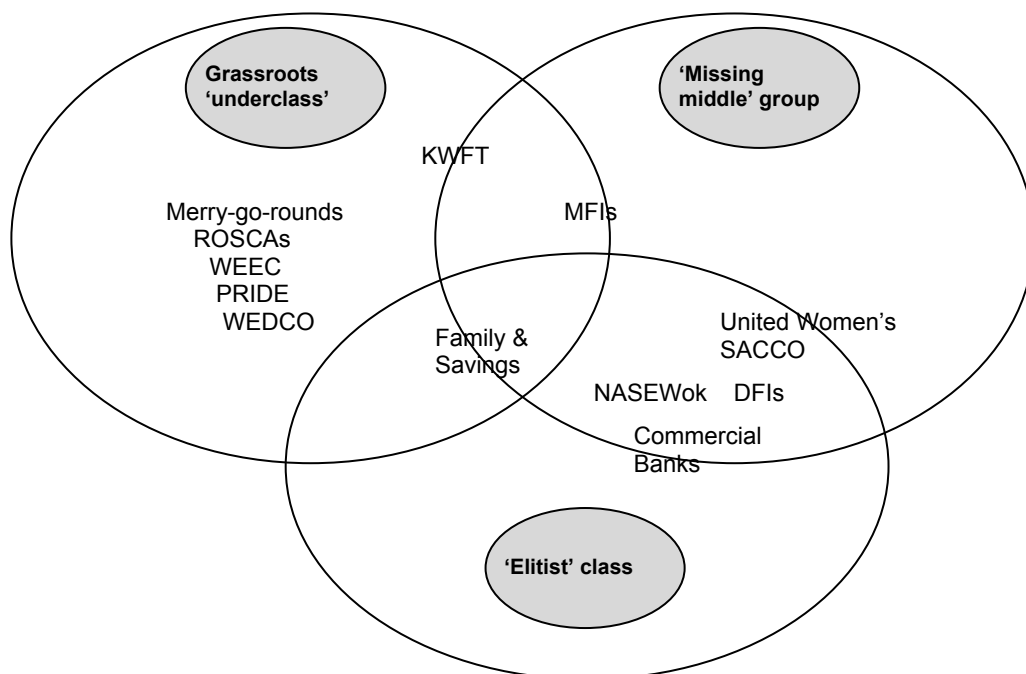 Grassroots
‘underclass’
‘Missing
middle’ group
KWFT
Merry-go-rounds
MFIs
ROSCAs
WEEC
PRIDE
WEDCO
United Women’s
SACCO
Family &
Savings
NASEWok
DFIs
Commercial
Banks
‘Elitist’ class